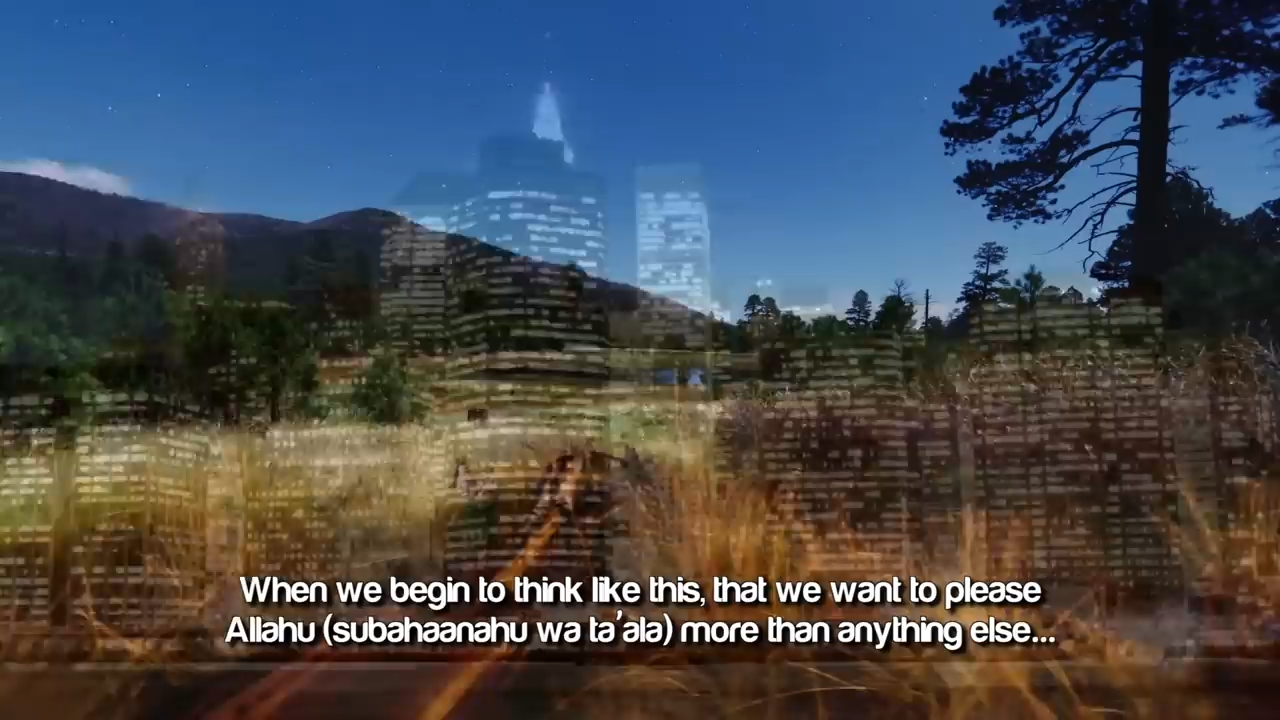 When we begin to think like this, that we want to please
Allahu (subahaanahu wa ta'ala) more than anything else...